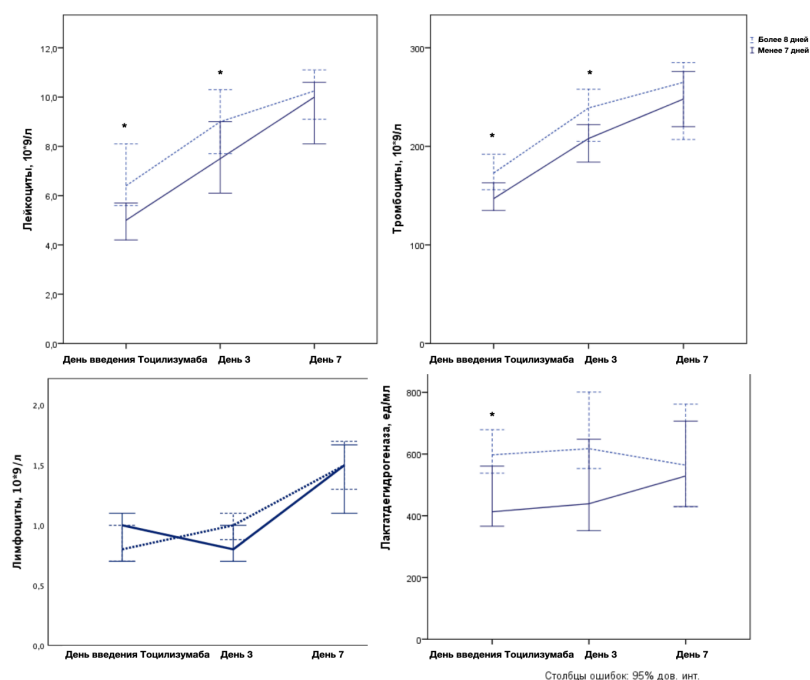 12,0
10,0
8,0
6,0
4,0
2,0
0,0
Лейкоциты, 10*9/л
*
*
День введения Тоцилизумаба День 3 День 7
300
200
100
0
Тромбоциты, 10*9/л
*
*
День введения Тоцилизумаба День 3 День 7
Более 8 дней
Менее 7 дней
2,0
1,5
1,0
0,5
0,0
Лимфоциты, 10*9/л
День введения Тоцилизумаба День 3 День 7
800
600
400
200
0
Лактатдегидрогеназа, ед/мл
*
День введения Тоцилизумаба День 3 День 7
Столбцы ошибок: 95% дов. инт.